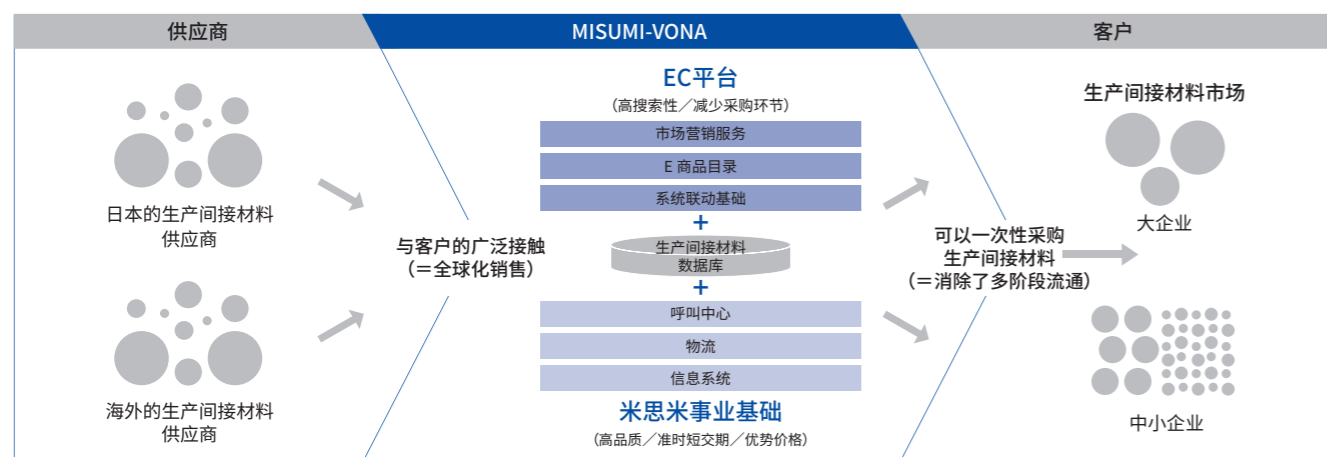 供应商
MISUMI-VONA
客户
日本的生产间接材料
供应商
海外的生产间接材料
供应商
与客户的广泛接触
（＝全球化销售）
EC平台
（高搜索性／减少采购环节）
市场营销服务
E 商品目录
系统联动基础
+
生产间接材料
数据库
+
呼叫中心
物流
信息系统
米思米事业基础
（高品质／准时短交期／优势价格）
可以一次性采购
生产间接材料
（＝消除了多阶段流通）
生产间接材料市场
大企业
中小企业